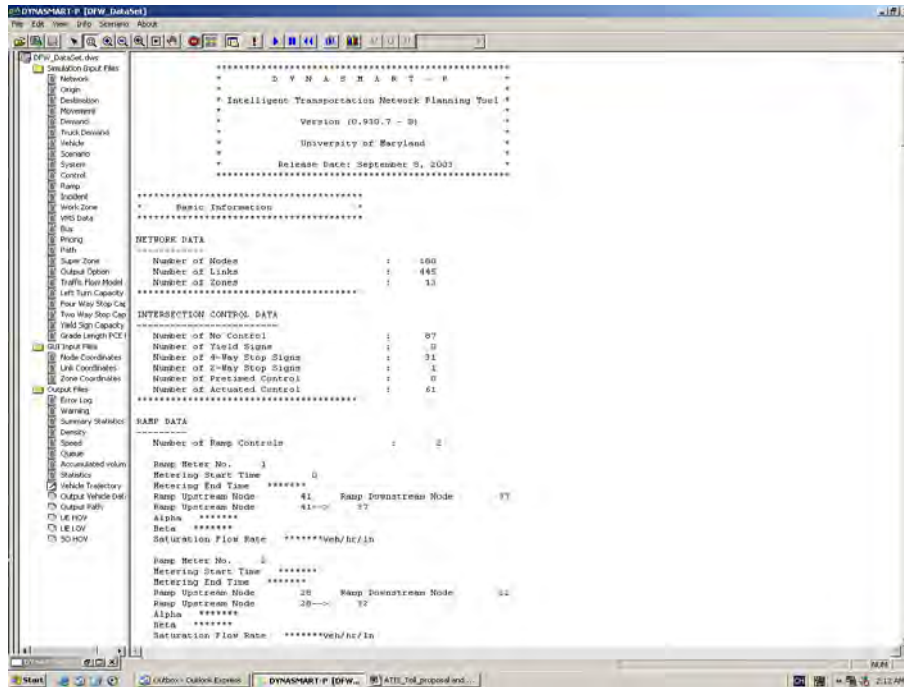 DYNASMART-P [DFW_DataSet]
File Edit View Info Scenario About
DFW_DataSet.dws
Simulation Input Files
Network
Origin
Destination
Movement
Demand
Truck Demand
Vehicle
Scenario
System
Control
Ramp
Incident
Work Zone
VMS Data
Bus
Pricing
Path
Super Zone
Output Option
Traffic Flow Model
Left Turn Capacity
Four Way Stop Cap
Two Way Stop Cap
Yield Sign Capacity
Grade Length PCE
GUI Input Files
Node Coordinates
Link Coordinates
Zone Coordinates
Output Files
Error Log
Warning
Summary Statistics
Density
Speed
Queue
Accumulated volum
Statistics
Vehicle Trajectory
Output Vehicle Dat
Output Path
UE HOV
UE LOV
SO HOV
****************************************************
* D Y N A S M A R T - P *
* *
* Intelligent Transportation Network Planning Tool *
* *
* Version (0.930.7 - B) *
* *
* University of Maryland *
* *
* Release Date: September 8, 2003 *
****************************************************
****************************************
* Basic Information *
****************************************
NETWORK DATA
------------
Number of Nodes : 180
Number of Links : 445
Number of Zones : 13
****************************************
INTERSECTION CONTROL DATA
-------------------------
Number of No Control : 87
Number of Yield Signs : 0
Number of 4-Way Stop Signs : 31
Number of 2-Way Stop Signs : 1
Number of Pretimed Control : 0
Number of Actuated Control : 61
****************************************
RAMP DATA
---------
Number of Ramp Controls : 2
Ramp Meter No. 1
Metering Start Time 0
Metering End Time *******
Ramp Upstream Node 41 Ramp Downstream Node
Ramp Upstream Node 41-->
Alpha *******
Beta *******
Saturation Flow Rate *******veh/hr/ln
Ramp Meter No.
Metering Start Time *******
Metering End Time *******
Ramp Upstream Node 28 Ramp Downstream Node
Ramp Upstream Node 28-->
Alpha *******
Beta *******
Saturation Flow Rate *******veh/hr/ln
NUM
Start
Outbox - Outlook Express
DYNASMART-P [DFW...
ATIS_Toll_proposal and...
2:12 AM